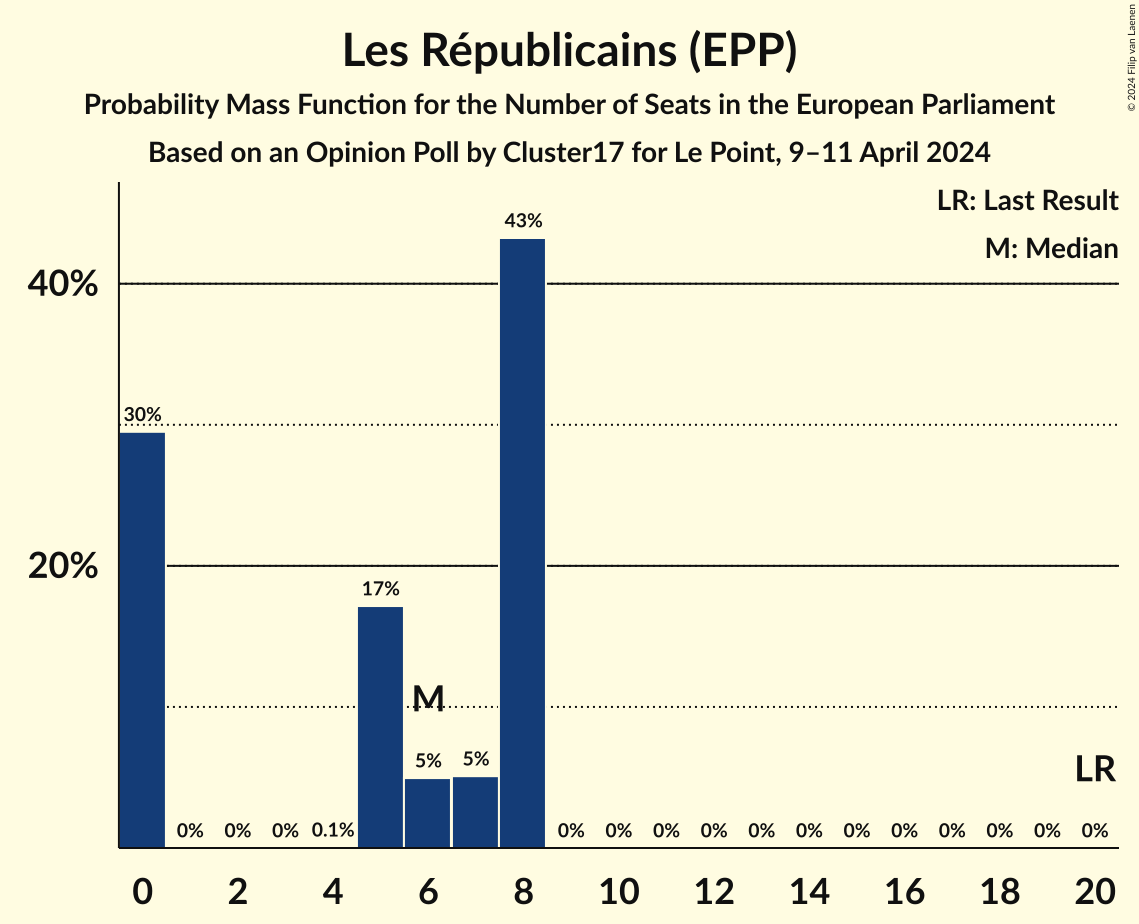 Les Républicains (EPP)
Probability Mass Function for the Number of Seats in the European Parliament
Based on an Opinion Poll by Cluster17 for Le Point, 9–11 April 2024
© 2024 Filip van Laenen
LR: Last Result
M: Median
43%
40%
30%
20%
17%
M
5%
5%
LR
0%
0%
0%
0.1%
0%
0%
0%
0%
0%
0%
0%
0%
0%
0%
0%
0%
0 2 4 6 8 10 12 14 16 18 20